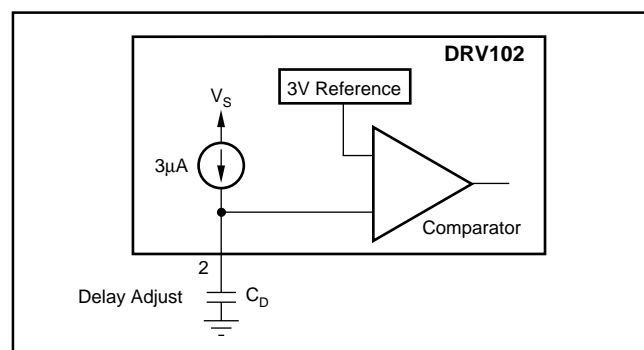 DRV102
3V Reference
V_S
3μA
Comparator
2
Delay Adjust
C_D